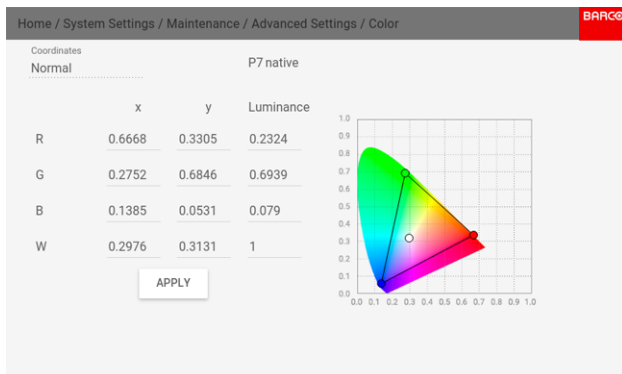 Home / System Settings / Maintenance / Advanced Settings / Color
BARCO
Coordinates
Normal
P7 native
x y Luminance
R 0.6668 0.3305 0.2324
G 0.2752 0.6846 0.6939
B 0.1385 0.0531 0.079
W 0.2976 0.3131 1
APPLY
1.0
0.9
0.8
0.7
0.6
0.5
0.4
0.3
0.2
0.1
0.0
0.0 0.1 0.2 0.3 0.4 0.5 0.6 0.7 0.8 0.9 1.0